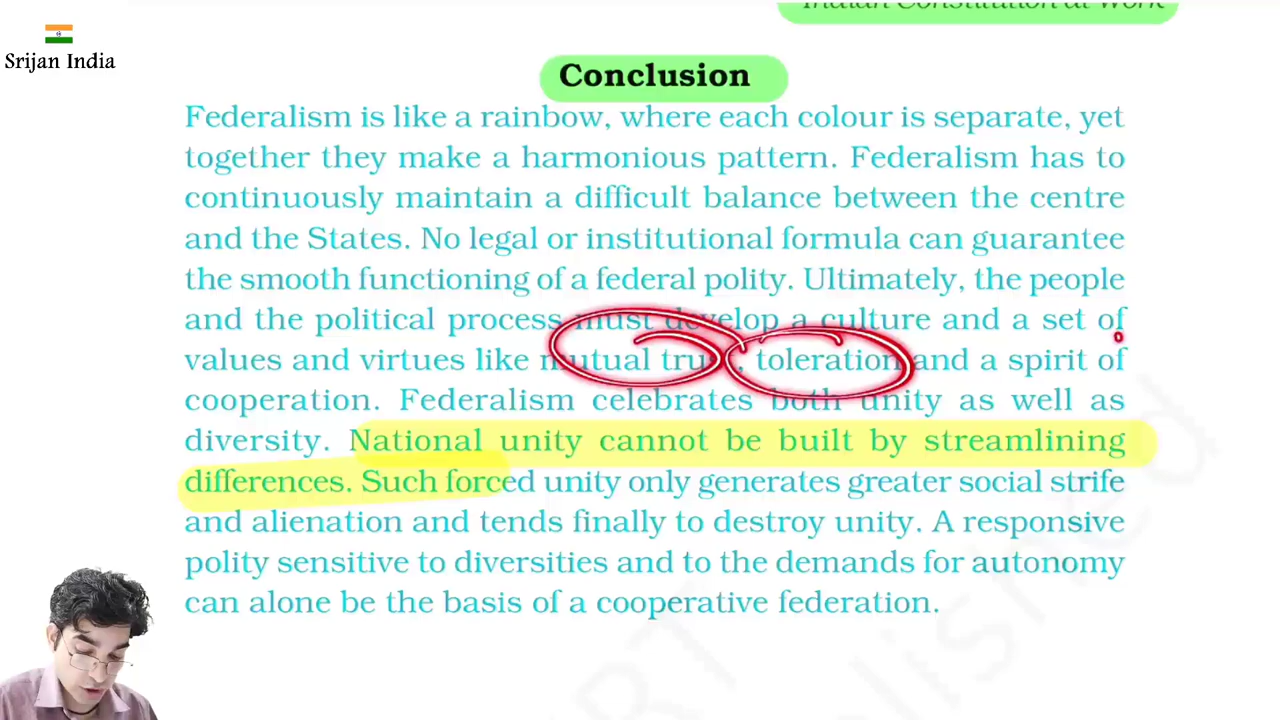 Indian Constitution at Work
Srijan India
Conclusion
Federalism is like a rainbow, where each colour is separate, yet
together they make a harmonious pattern. Federalism has to
continuously maintain a difficult balance between the centre
and the States. No legal or institutional formula can guarantee
the smooth functioning of a federal polity. Ultimately, the people
and the political process must develop a culture and a set of
values and virtues like mutual trust, toleration and a spirit of
cooperation. Federalism celebrates both unity as well as
diversity. National unity cannot be built by streamlining
differences. Such forced unity only generates greater social strife
and alienation and tends finally to destroy unity. A responsive
polity sensitive to diversities and to the demands for autonomy
can alone be the basis of a cooperative federation.